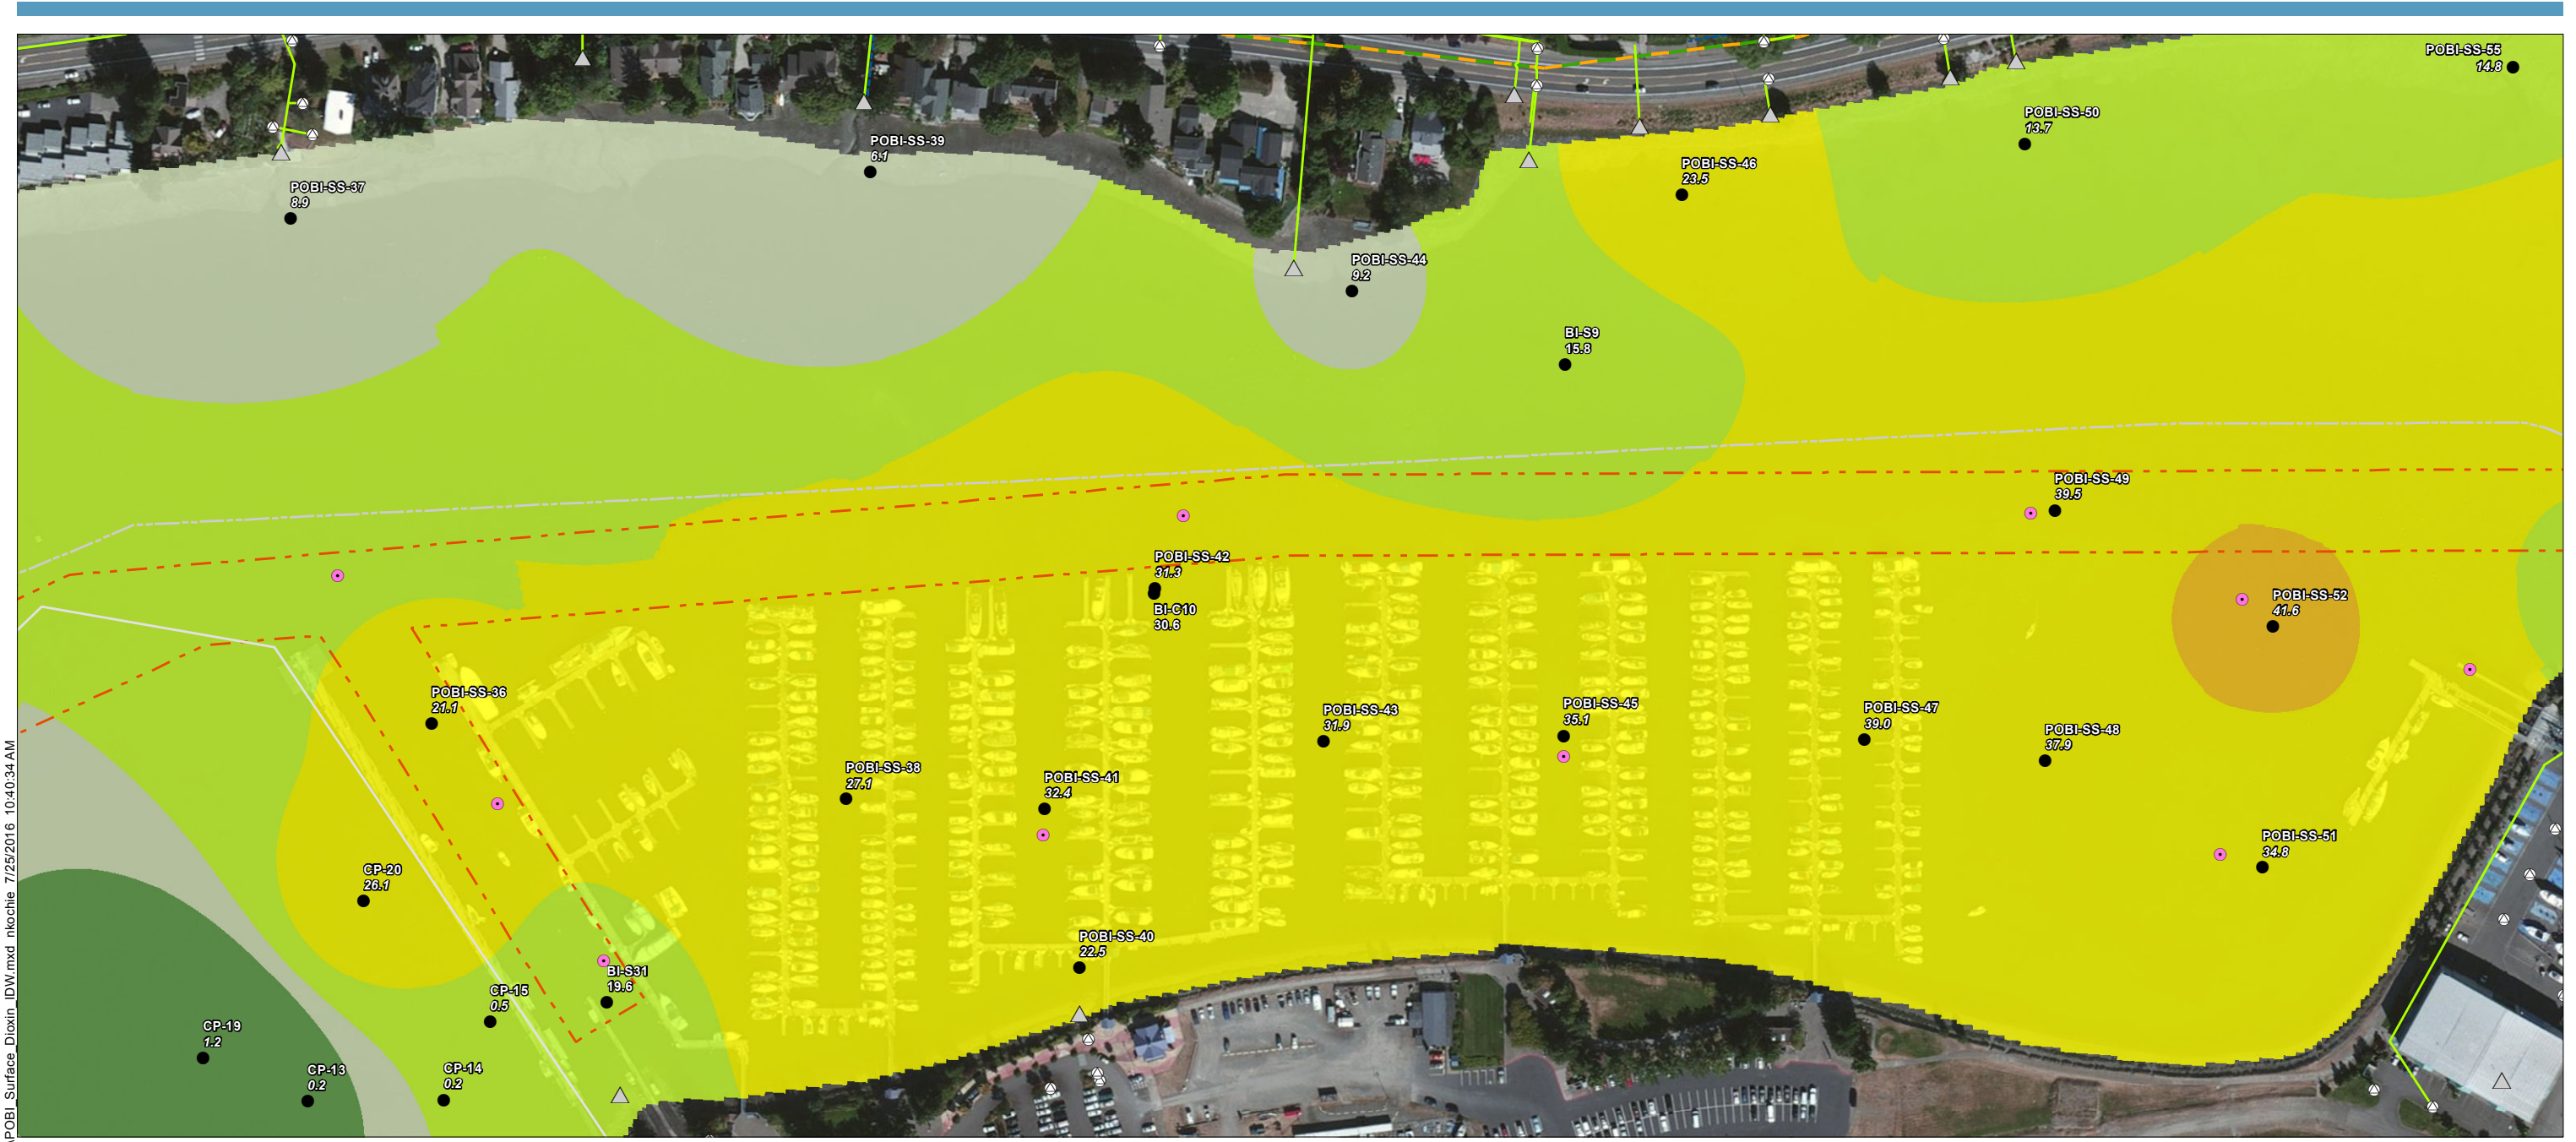 POBI-SS-55
14.8
POBI-SS-50
13.7
POBI-SS-39
6.1
POBI-SS-46
23.5
POBI-SS-37
8.9
POBI-SS-44
9.2
BI-S9
15.8
POBI-SS-49
39.5
POBI-SS-42
31.3
BI-C10
30.6
POBI-SS-52
41.6
POBI-SS-36
21.1
POBI-SS-43
31.9
POBI-SS-45
35.1
POBI-SS-47
39.0
POBI-SS-48
37.9
POBI-SS-38
27.1
POBI-SS-41
32.4
POBI-SS-51
34.8
CP-20
26.1
POBI-SS-40
22.5
BI-S31
19.6
CP-15
0.5
CP-19
1.2
CP-13
0.2
CP-14
0.2
\POBI_Surface_Dioxin_IDW.mxd nkochie 7/25/2016 10:40:34 AM